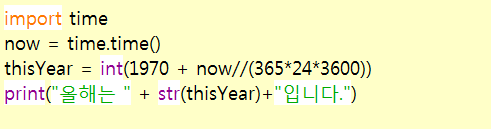 import time
now = time.time()
thisYear = int(1970 + now//(365*24*3600))
print("올해는 " + str(thisYear)+"입니다.")